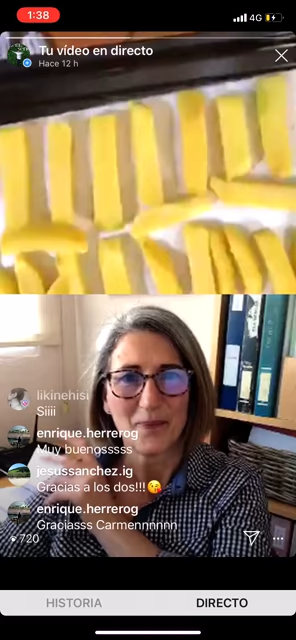 1:38
4G
Tu vídeo en directo
Hace 12 h
likinehisi
Siiii
enrique.herrerog
Muy buenosssss
jesussanchez.ig
Gracias a los dos!!!😘
enrique.herrerog
Graciasss Carmennnnnn
720
HISTORIA
DIRECTO